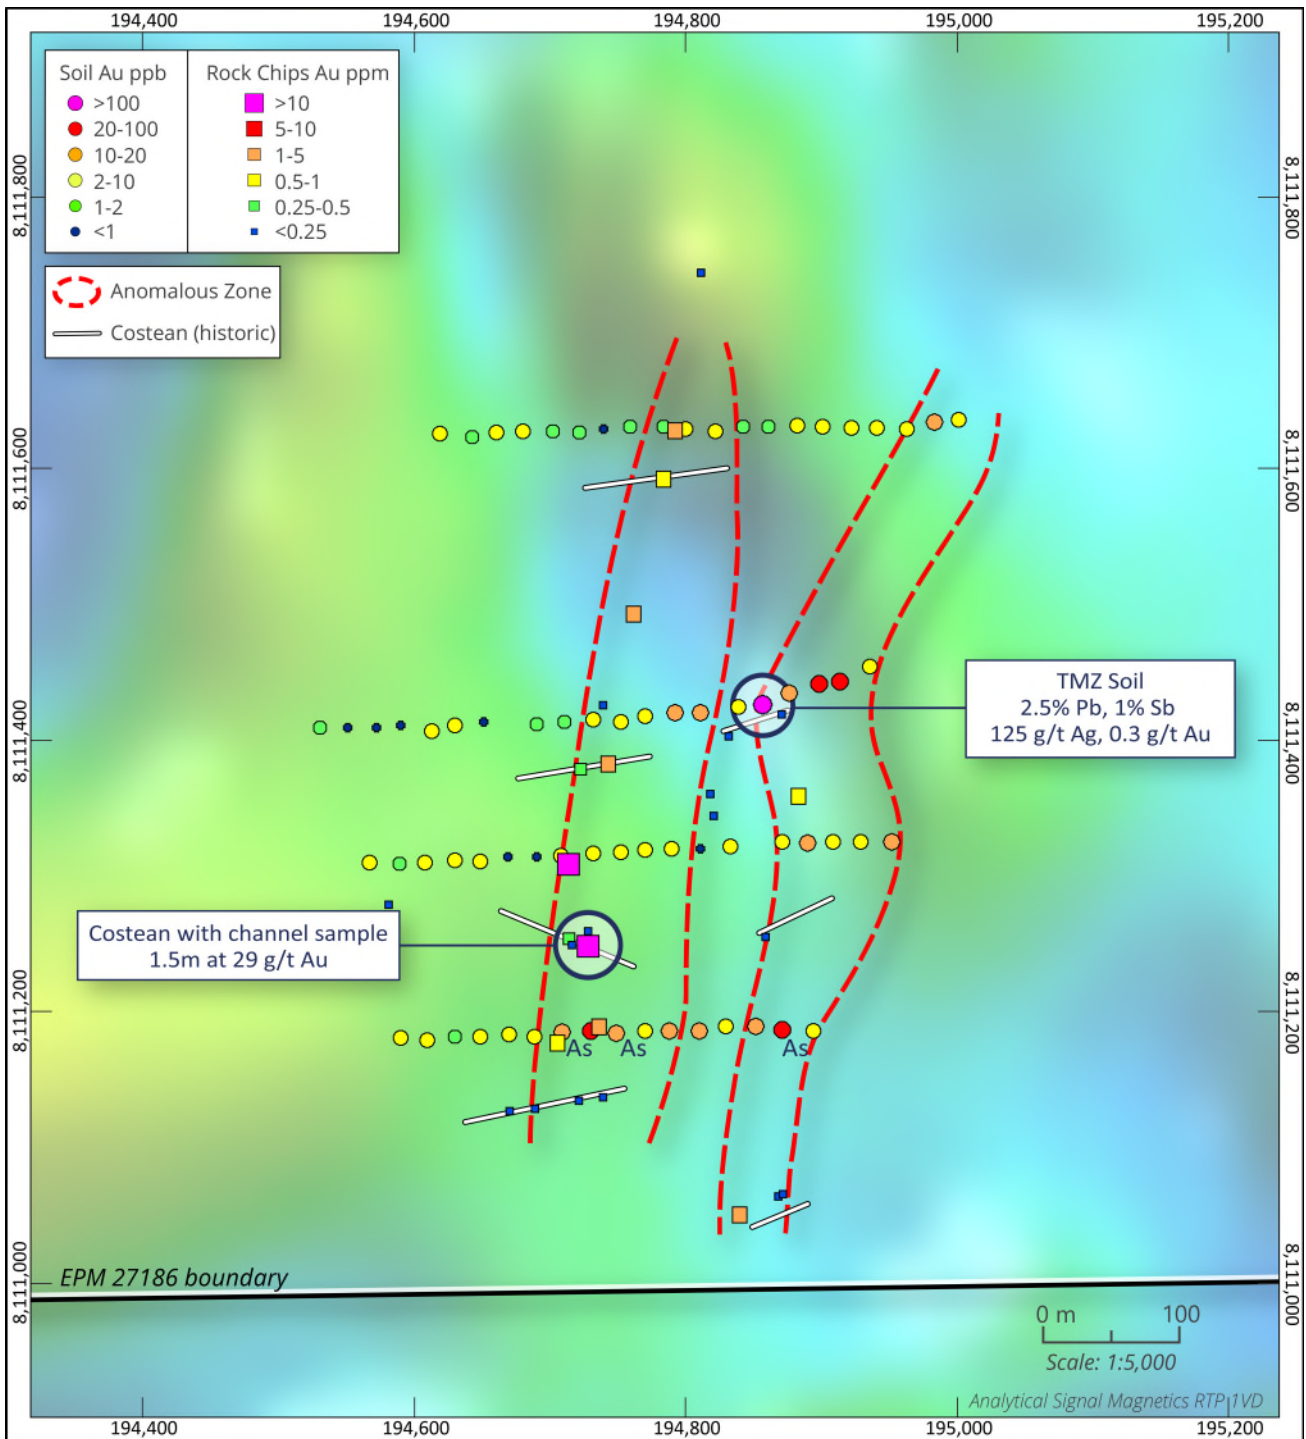 194,400
194,600
194,800
195,000
195,200
Soil Au ppb
>100
20-100
10-20
2-10
1-2
<1
Rock Chips Au ppm
>10
5-10
1-5
0.5-1
0.25-0.5
<0.25
Anomalous Zone
Costean (historic)
8,111,800
8,111,800
8,111,600
8,111,600
TMZ Soil
2.5% Pb, 1% Sb
125 g/t Ag, 0.3 g/t Au
8,111,400
8,111,400
Costean with channel sample
1.5m at 29 g/t Au
8,111,200
8,111,200
As
As
As
EPM 27186 boundary
8,111,000
8,111,000
0 m
100
Scale: 1:5,000
Analytical Signal Magnetics RTP 1VD
194,400
194,600
194,800
195,000
195,200